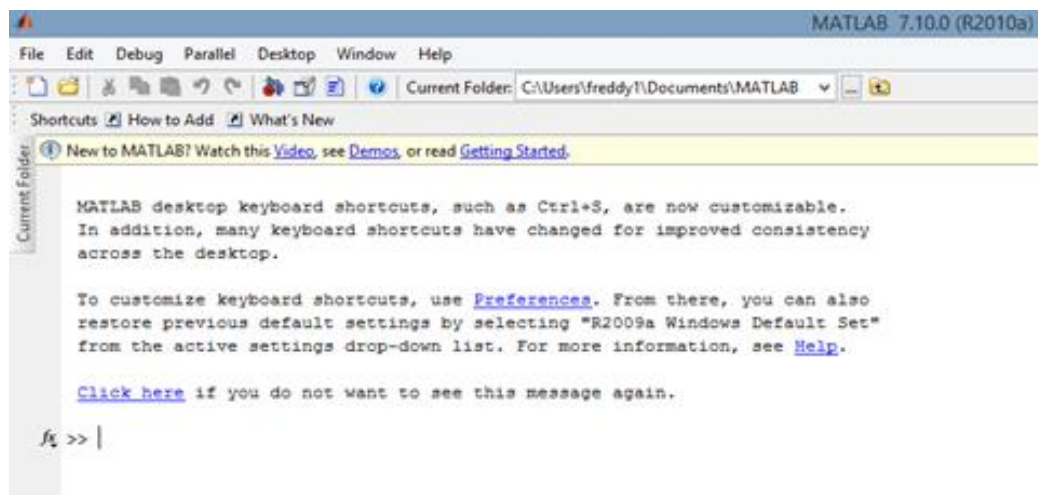 MATLAB 7.10.0 (R2010a)
File Edit Debug Parallel Desktop Window Help
Current Folder: C:\Users\freddy1\Documents\MATLAB
Shortcuts How to Add What's New
Current Folder
New to MATLAB? Watch this Video, see Demos, or read Getting Started.
MATLAB desktop keyboard shortcuts, such as Ctrl+S, are now customizable.
In addition, many keyboard shortcuts have changed for improved consistency
across the desktop.
To customize keyboard shortcuts, use Preferences. From there, you can also
restore previous default settings by selecting "R2009a Windows Default Set"
from the active settings drop-down list. For more information, see Help.
Click here if you do not want to see this message again.
fx >>